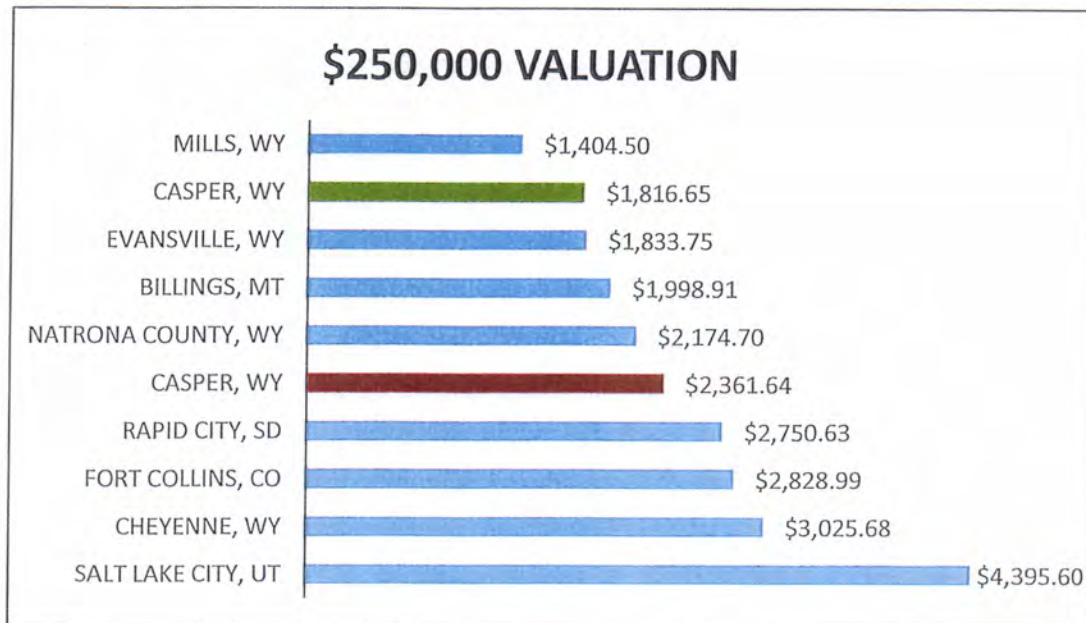 $250,000 VALUATION
MILLS, WY $1,404.50
CASPER, WY $1,816.65
EVANSVILLE, WY $1,833.75
BILLINGS, MT $1,998.91
NATRONA COUNTY, WY $2,174.70
CASPER, WY $2,361.64
RAPID CITY, SD $2,750.63
FORT COLLINS, CO $2,828.99
CHEYENNE, WY $3,025.68
SALT LAKE CITY, UT $4,395.60